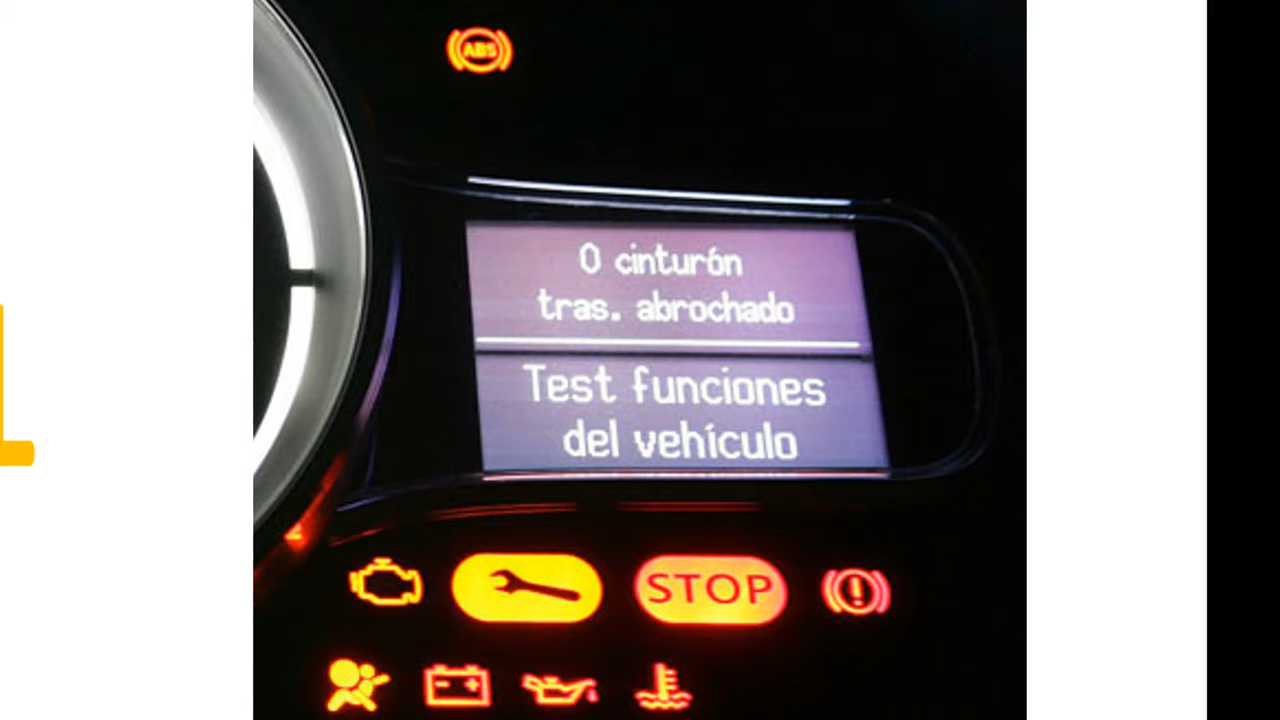 ABS
0 cinturón
tras. abrochado
Test funciones
del vehículo
STOP